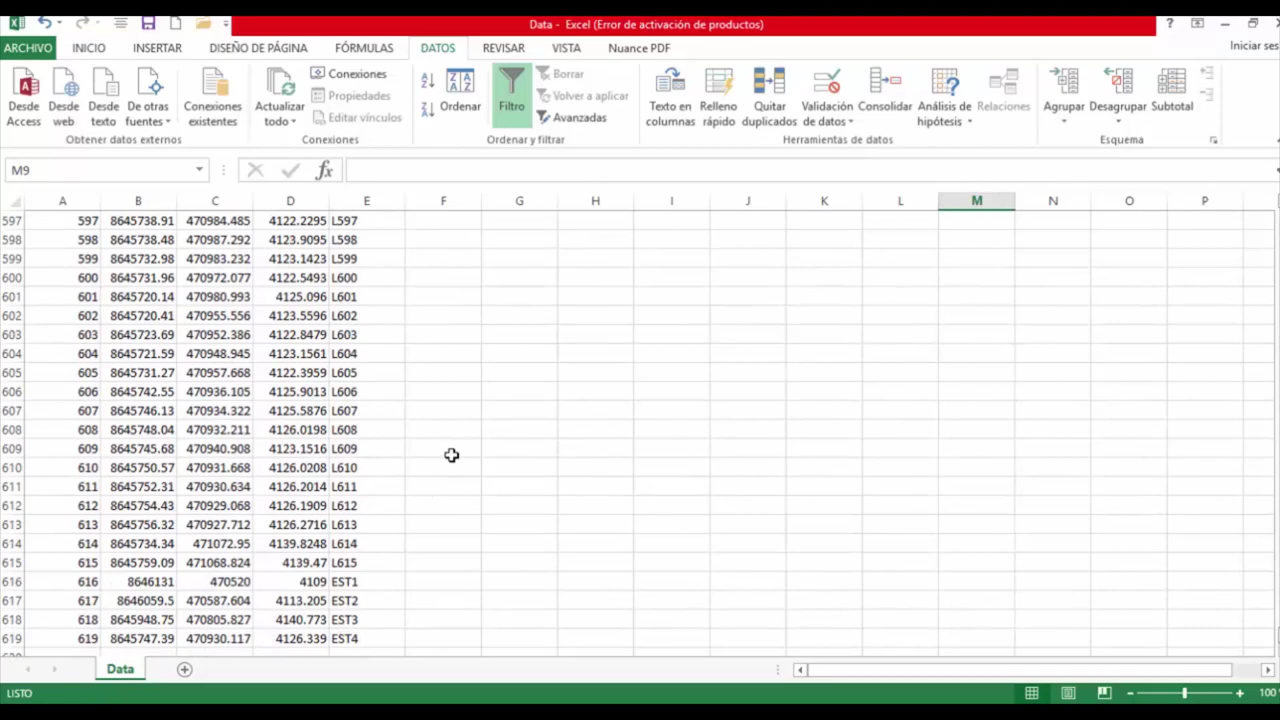 Data - Excel (Error de activación de productos)
?
ARCHIVO INICIO INSERTAR DISEÑO DE PÁGINA FÓRMULAS DATOS REVISAR VISTA Nuance PDF Iniciar ses
Desde Access
Desde web
Desde texto
De otras fuentes
Conexiones existentes
Obtener datos externos
Actualizar todo
Conexiones
Propiedades
Editar vínculos
Conexiones
Ordenar
Filtro
Borrar
Volver a aplicar
Avanzadas
Ordenar y filtrar
Texto en columnas
Relleno rápido
Quitar duplicados
Validación de datos
Consolidar
Análisis de hipótesis
Relaciones
Herramientas de datos
Agrupar
Desagrupar
Subtotal
Esquema
M9 fx
A B C D E F G H I J K L M N O P
597 597 8645738.91 470984.485 4122.2295 L597
598 598 8645738.48 470987.292 4123.9095 L598
599 599 8645732.98 470983.232 4123.1423 L599
600 600 8645731.96 470972.077 4122.5493 L600
601 601 8645720.14 470980.993 4125.096 L601
602 602 8645720.41 470955.556 4123.5596 L602
603 603 8645723.69 470952.386 4122.8479 L603
604 604 8645721.59 470948.945 4123.1561 L604
605 605 8645731.27 470957.668 4122.3959 L605
606 606 8645742.55 470936.105 4125.9013 L606
607 607 8645746.13 470934.322 4125.5876 L607
608 608 8645748.04 470932.211 4126.0198 L608
609 609 8645745.68 470940.908 4123.1516 L609
610 610 8645750.57 470931.668 4126.0208 L610
611 611 8645752.31 470930.634 4126.2014 L611
612 612 8645754.43 470929.068 4126.1909 L612
613 613 8645756.32 470927.712 4126.2716 L613
614 614 8645734.34 471072.95 4139.8248 L614
615 615 8645759.09 471068.824 4139.47 L615
616 616 8646131 470520 4109 EST1
617 617 8646059.5 470587.604 4113.205 EST2
618 618 8645948.75 470805.827 4140.773 EST3
619 619 8645747.39 470930.117 4126.339 EST4
Data
LISTO 100